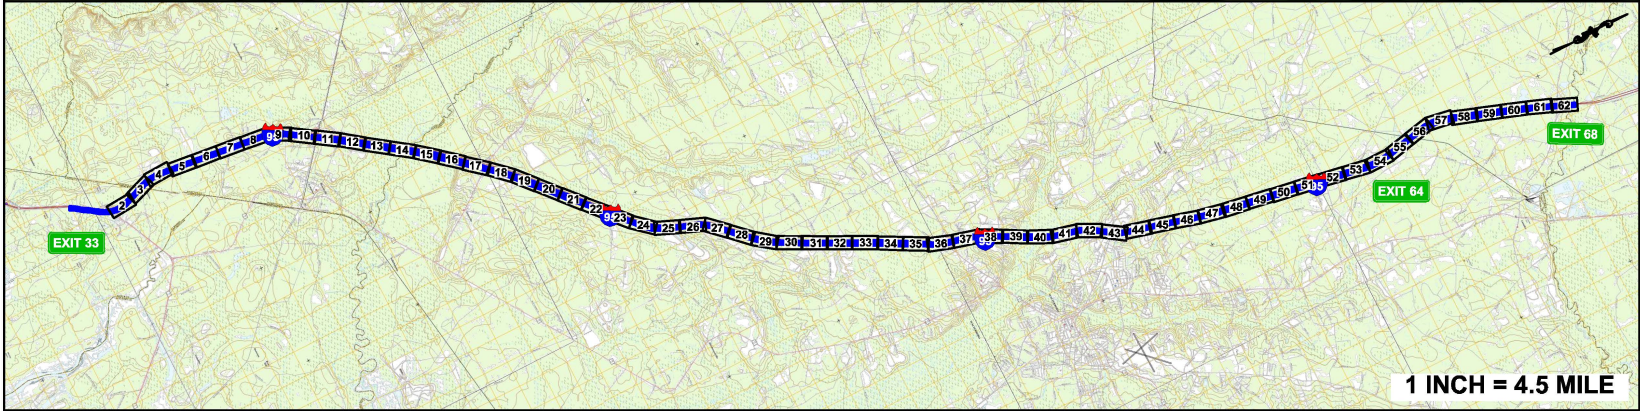 2 3 4 5 6 7 8 9 10 11 12 13 14 15 16 17 18 19 20 21 22 23 24 25 26 27 28 29 30 31 32 33 34 35 36 37 38 39 40 41 42 43 44 45 46 47 48 49 50 51 52 53 54 55 56 57 58 59 60 61 62
EXIT 33
EXIT 64
EXIT 68
1 INCH = 4.5 MILE